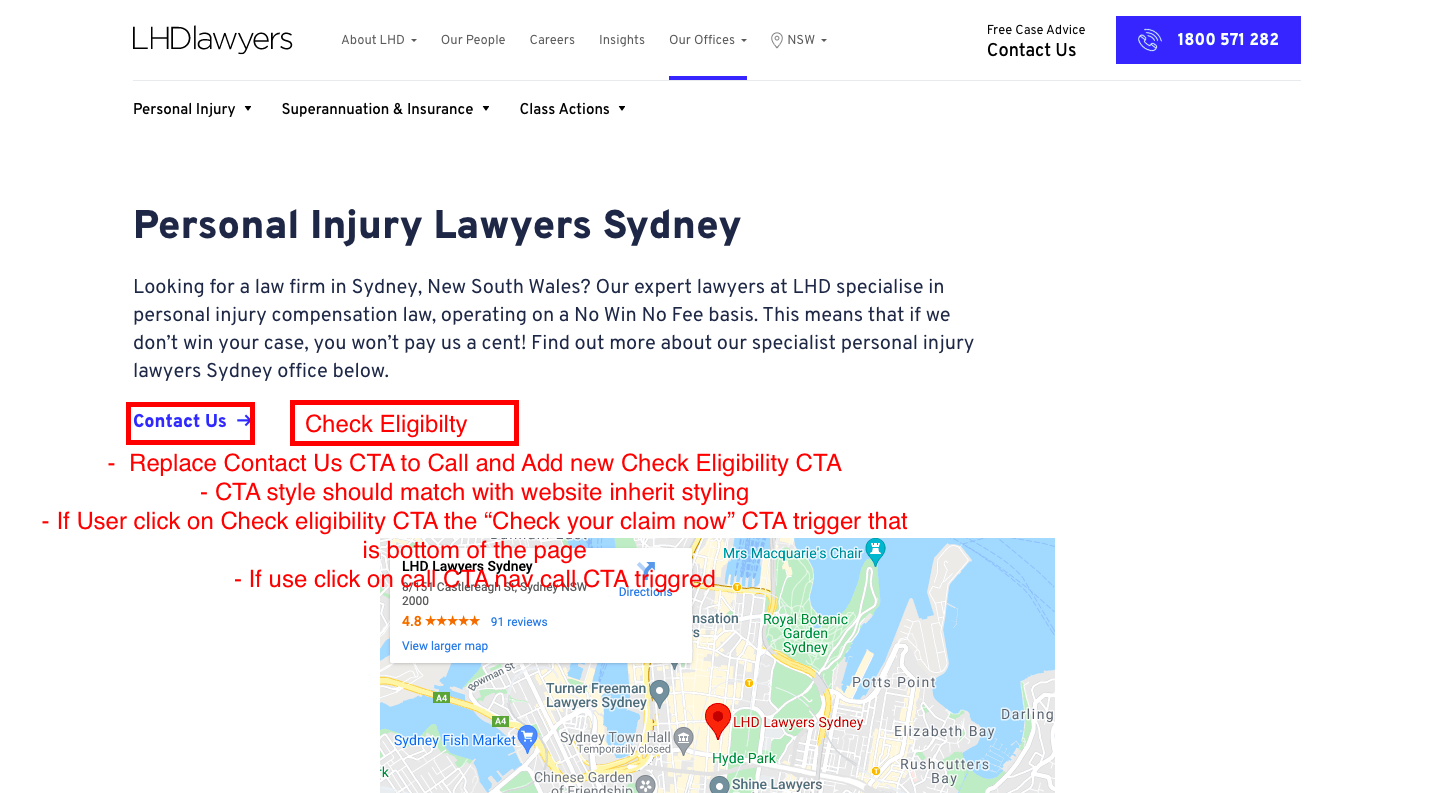 LHDlawyers
About LHD
Our People
Careers
Insights
Our Offices
NSW
Free Case Advice
Contact Us
1800 571 282
Personal Injury
Superannuation & Insurance
Class Actions
Personal Injury Lawyers Sydney
Looking for a law firm in Sydney, New South Wales? Our expert lawyers at LHD specialise in
personal injury compensation law, operating on a No Win No Fee basis. This means that if we
don’t win your case, you won’t pay us a cent! Find out more about our specialist personal injury
lawyers Sydney office below.
Contact Us →
Check Eligibilty
- Replace Contact Us CTA to Call and Add new Check Eligibility CTA
- CTA style should match with website inherit styling
- If User click on Check eligibility CTA the “Check your claim now” CTA trigger that
is bottom of the page
- If use click on call CTA nav call CTA triggred
LHD Lawyers Sydney
8/151 Castlereagh St, Sydney NSW
2000
Directions
4.8 ★★★★★ 91 reviews
View larger map
Mrs Macquarie's Chair
Royal Botanic
Garden
Sydney
Potts Point
Bowman St
Turner Freeman
Lawyers Sydney
A4
A4
LHD Lawyers Sydney
Darling
Elizabeth Bay
Sydney Fish Market
Sydney Town Hall
Temporarily closed
Hyde Park
Rushcutters
Bay
Chinese Garden
of Friendship
Shine Lawyers